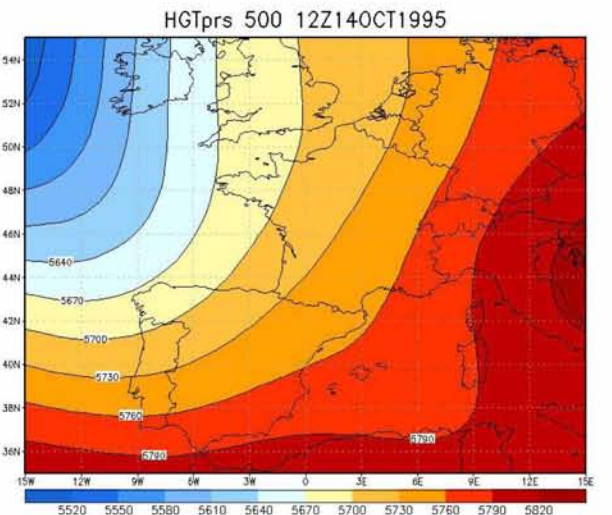 HGTprs 500 12Z14OCT1995
54N
52N
50N
48N
46N
44N
42N
40N
38N
36N
5640
5670
5700
5730
5760
5790
5790
15W 12W 9W 6W 3W 0 3E 6E 9E 12E 15E
5520 5550 5580 5610 5640 5670 5700 5730 5760 5790 5820